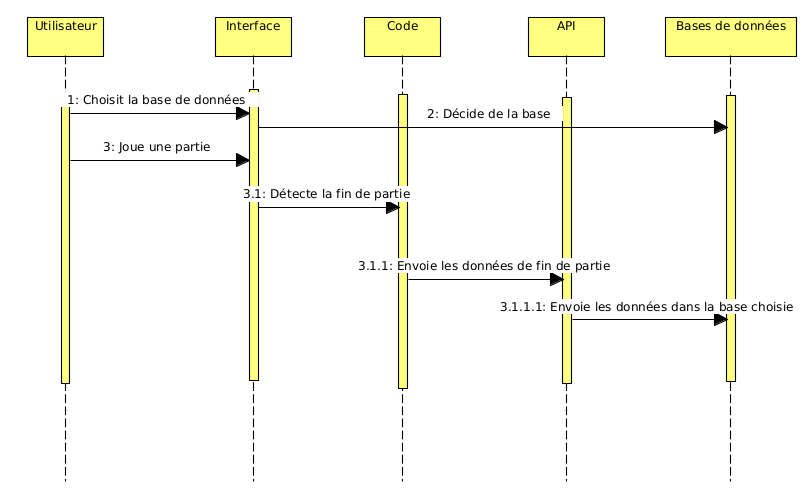 Utilisateur
Interface
Code
API
Bases de données
1: Choisit la base de données
2: Décide de la base
3: Joue une partie
3.1: Détecte la fin de partie
3.1.1: Envoie les données de fin de partie
3.1.1.1: Envoie les données dans la base choisie